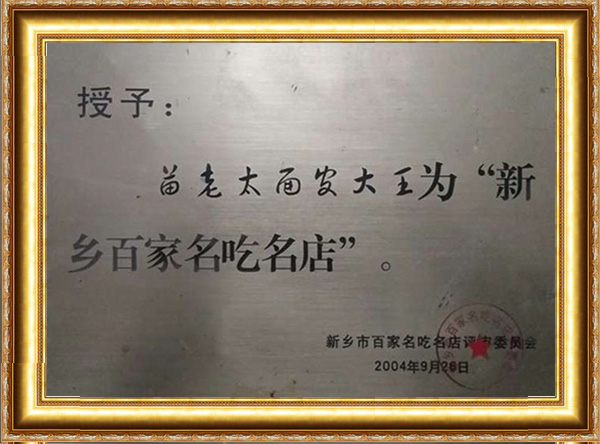 授予：
苗老太面大王为“新
乡百家名吃名店”。
新乡市百家名吃名店评审委员会
2004年9月26日